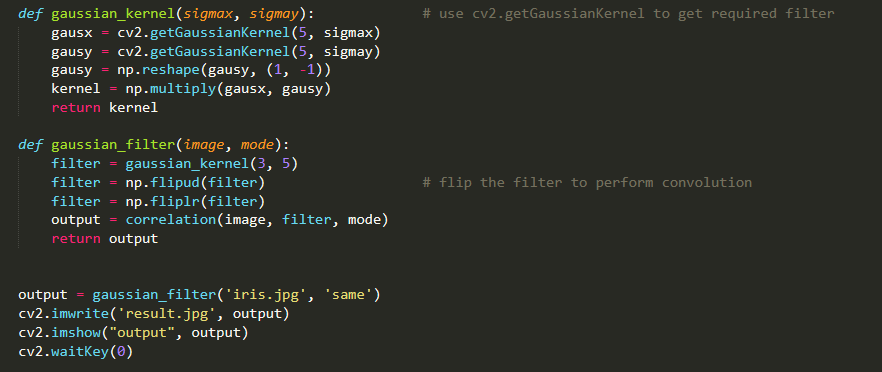 def gaussian_kernel(sigmax, sigmay):                # use cv2.getGaussianKernel to get required filter
    gausx = cv2.getGaussianKernel(5, sigmax)
    gausy = cv2.getGaussianKernel(5, sigmay)
    gausy = np.reshape(gausy, (1, -1))
    kernel = np.multiply(gausx, gausy)
    return kernel

def gaussian_filter(image, mode):
    filter = gaussian_kernel(3, 5)
    filter = np.flipud(filter)                      # flip the filter to perform convolution
    filter = np.fliplr(filter)
    output = correlation(image, filter, mode)
    return output


output = gaussian_filter('iris.jpg', 'same')
cv2.imwrite('result.jpg', output)
cv2.imshow("output", output)
cv2.waitKey(0)